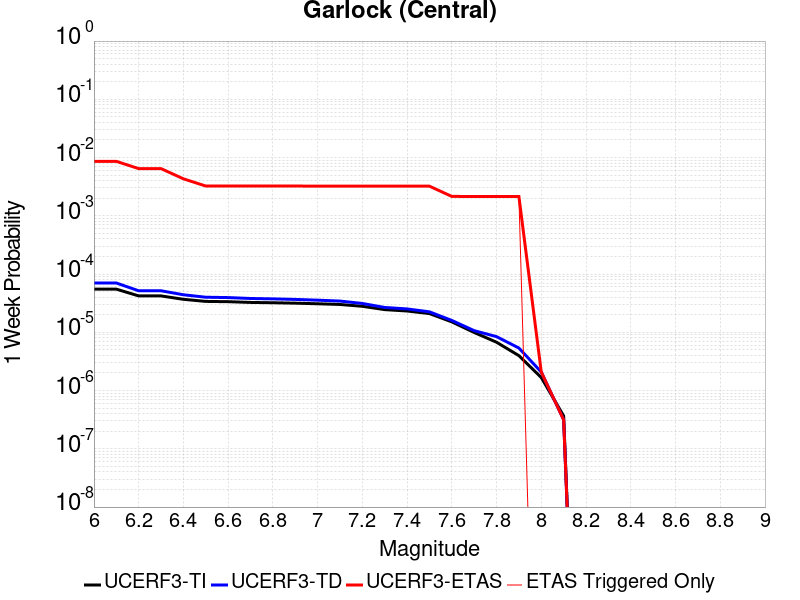 Garlock (Central)
10^0
10^-1
10^-2
10^-3
10^-4
10^-5
10^-6
10^-7
10^-8
1 Week Probability
6 6.2 6.4 6.6 6.8 7 7.2 7.4 7.6 7.8 8 8.2 8.4 8.6 8.8 9
Magnitude
UCERF3-TI UCERF3-TD UCERF3-ETAS ETAS Triggered Only